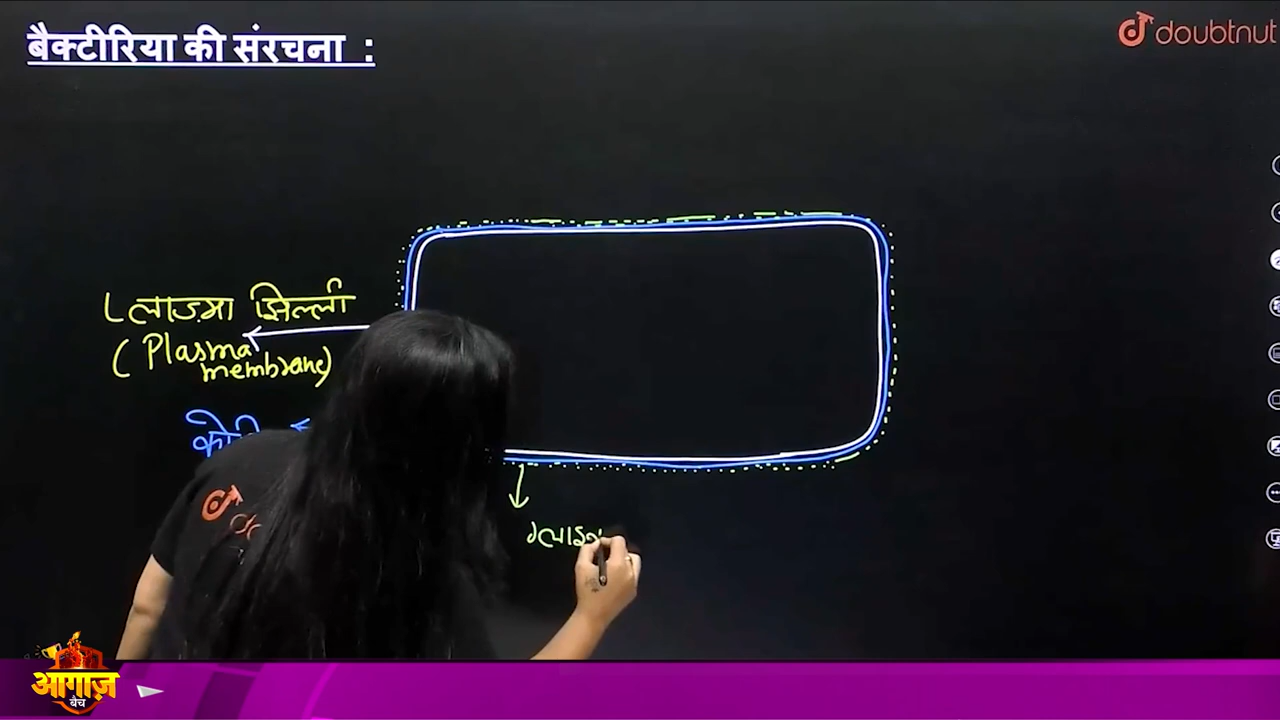 बैक्टीरिया की संरचना :
doubtnut
प्लाज्मा झिल्ली
(Plasma
membrane)
आगाज़
बैच